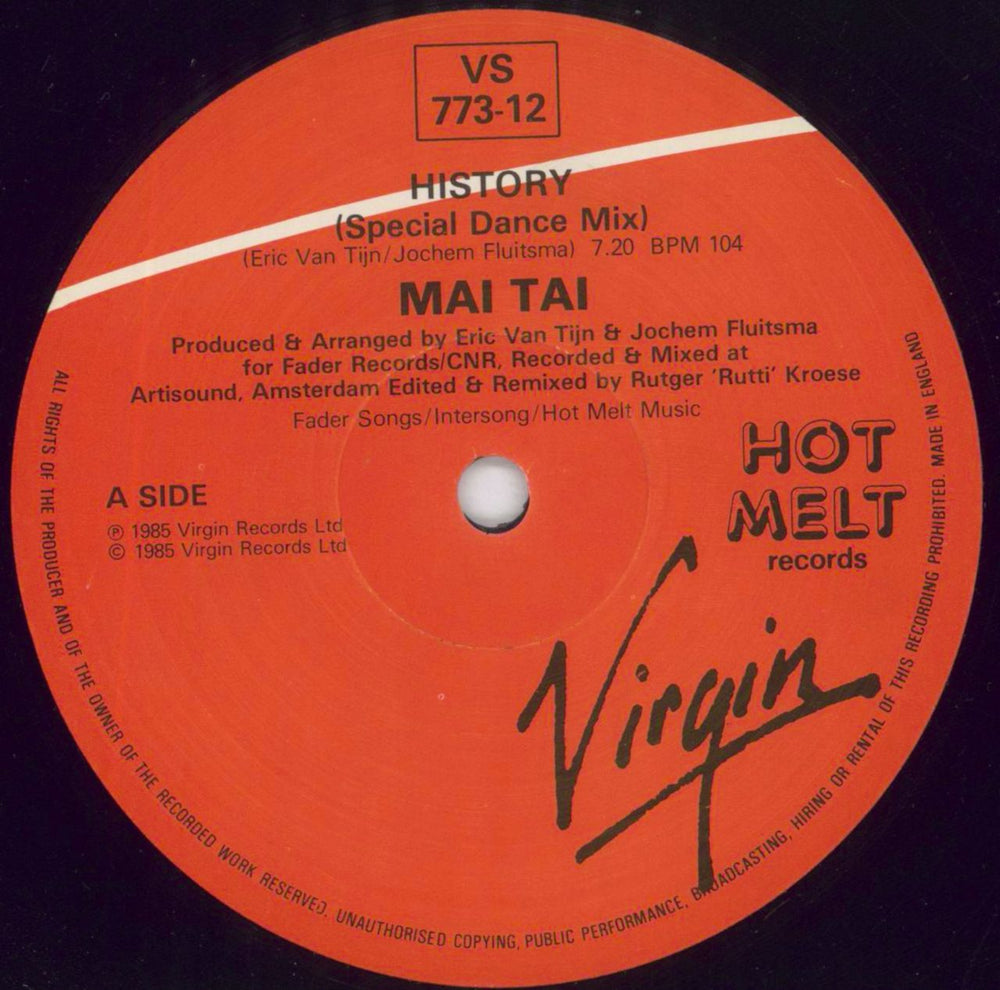 VS
773-12
HISTORY
(Special Dance Mix)
(Eric Van Tijn/Jochem Fluitsma) 7.20 BPM 104
MAI TAI
Produced & Arranged by Eric Van Tijn & Jochem Fluitsma
for Fader Records/CNR, Recorded & Mixed at
Artisound, Amsterdam Edited & Remixed by Rutger 'Rutti' Kroese
Fader Songs/Intersong/Hot Melt Music
HOT
MELT
records
A SIDE
℗ 1985 Virgin Records Ltd
© 1985 Virgin Records Ltd
Virgin
ALL RIGHTS OF THE PRODUCER AND OF THE OWNER OF THE RECORDED WORK RESERVED. UNAUTHORISED COPYING, PUBLIC PERFORMANCE, BROADCASTING, HIRING OR RENTAL OF THIS RECORDING PROHIBITED. MADE IN ENGLAND